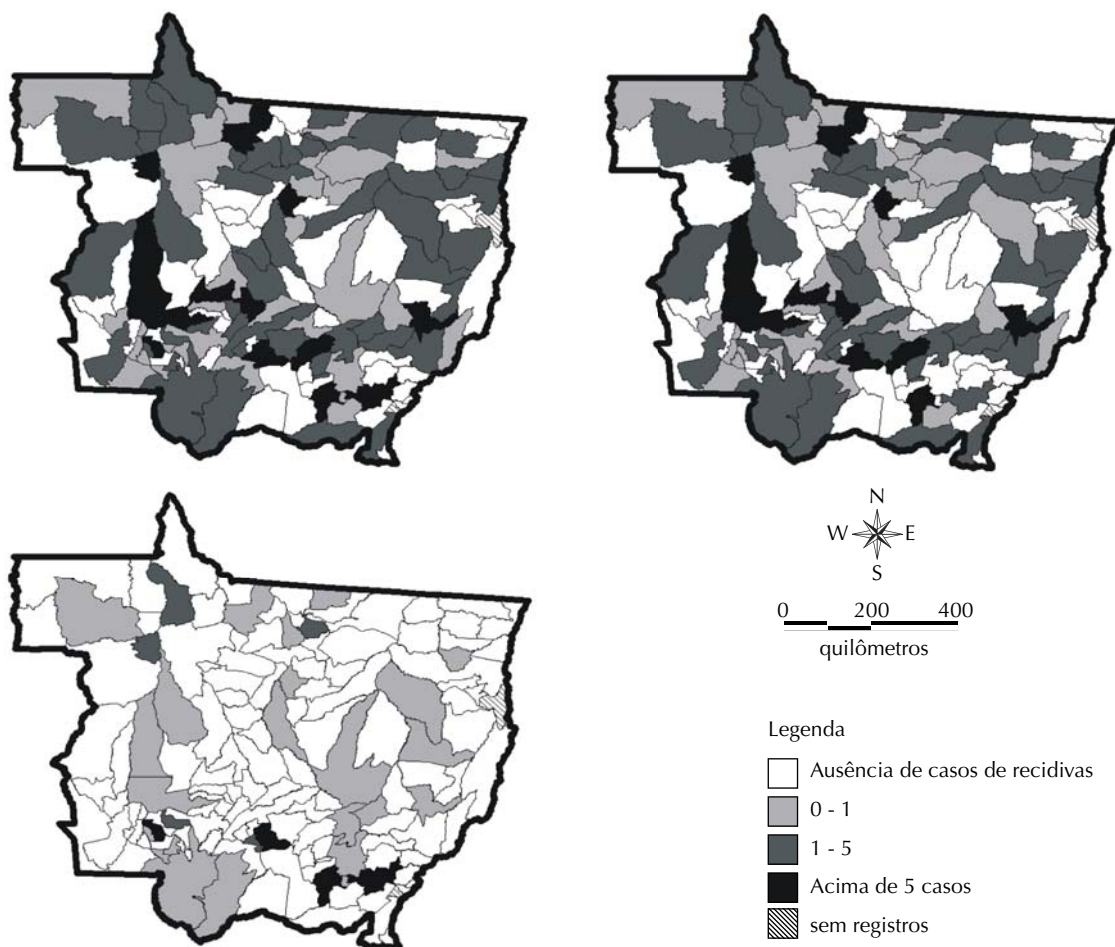 N
W E
S
0 200 400
quilômetros
Legenda
Ausência de casos de recidivas
0 - 1
1 - 5
Acima de 5 casos
sem registros